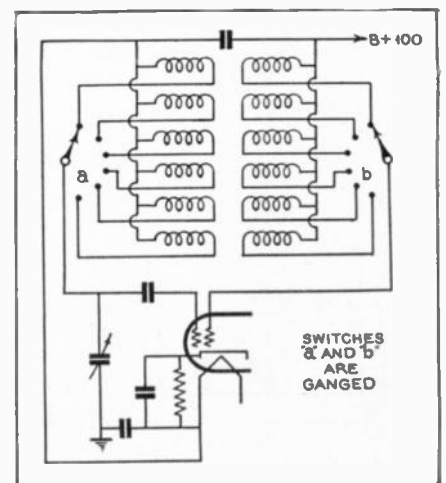 B+100
a
b
SWITCHES
"a" AND "b"
ARE
GANGED